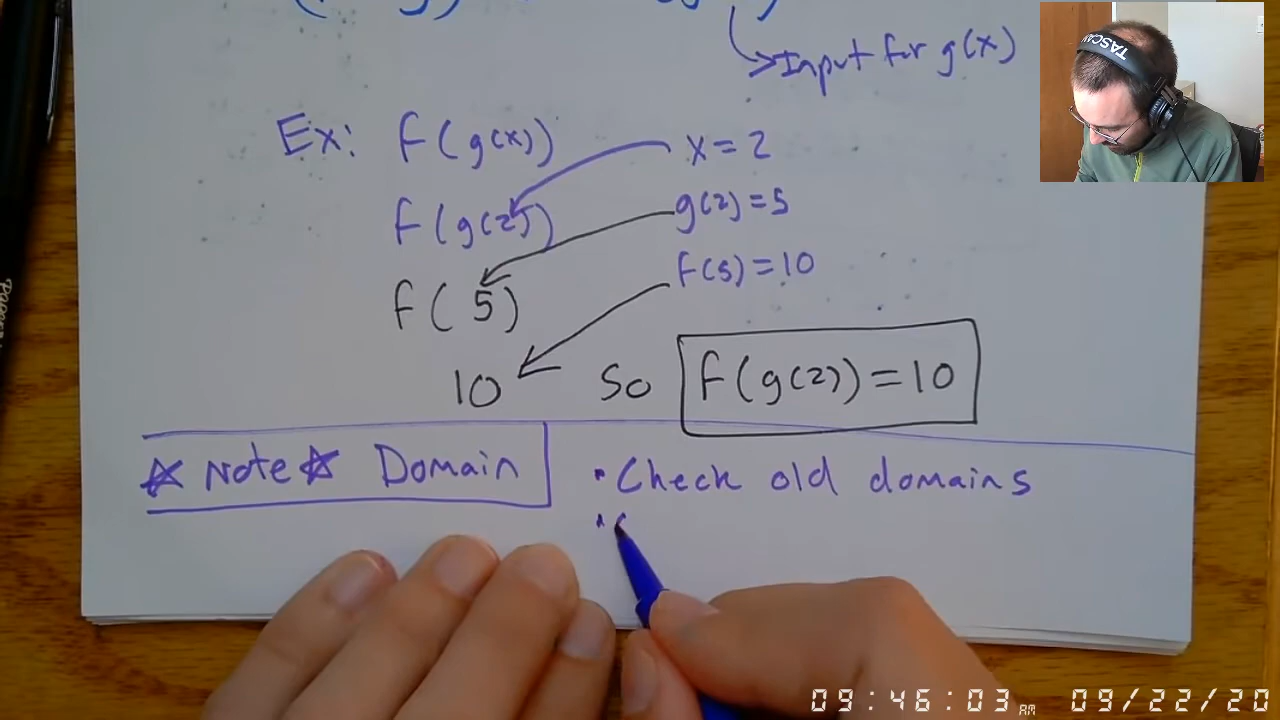 Input for g(x)
TASCAM
Ex: f(g(x)) x=2
f(g(2)) g(2)=5
f(5) f(5)=10
10 So f(g(2))=10
☆ Note ☆ Domain • Check old domains
09:46:03 AM 09/22/20